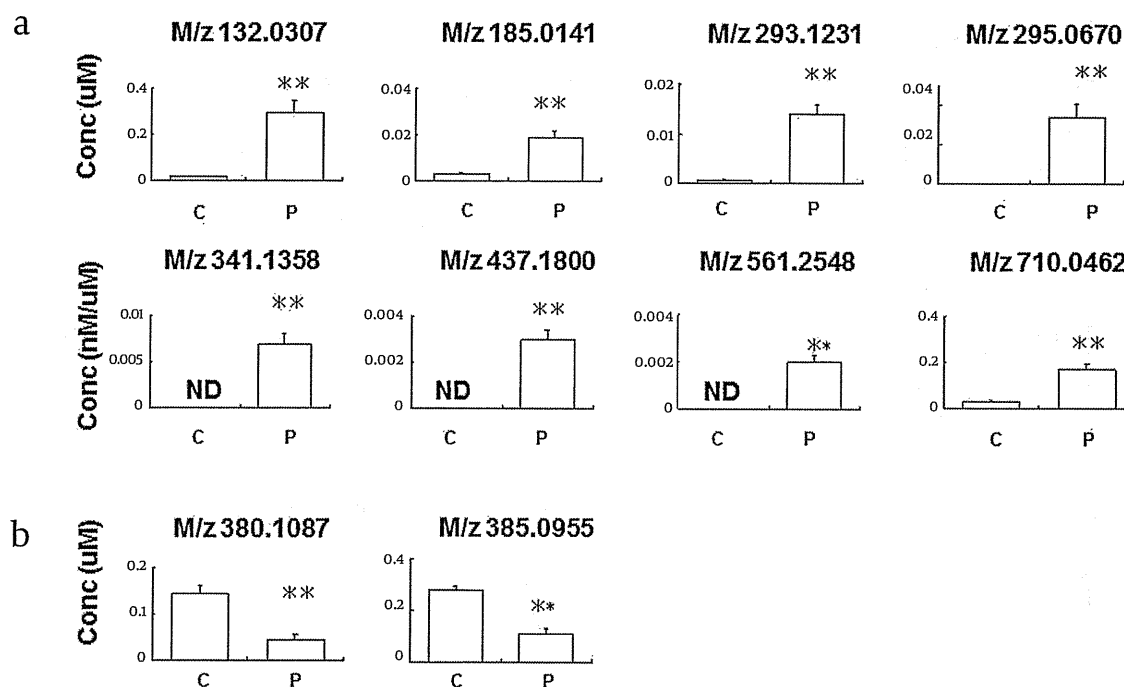 a
M/z 132.0307 M/z 185.0141 M/z 293.1231 M/z 295.0670
Conc (uM)
0.4 0.2 0 ** C P
0.04 0.02 0 ** C P
0.02 0.01 0 ** C P
0.04 0.02 0 ** C P
M/z 341.1358 M/z 437.1800 M/z 561.2548 M/z 710.0462
Conc (nM/uM)
0.01 0.005 0 ND ** C P
0.004 0.002 0 ND ** C P
0.004 0.002 0 ND ** C P
0.4 0.2 0 ** C P
b
M/z 380.1087 M/z 385.0955
Conc (uM)
0.2 0.1 0 ** C P
0.4 0.2 0 ** C P